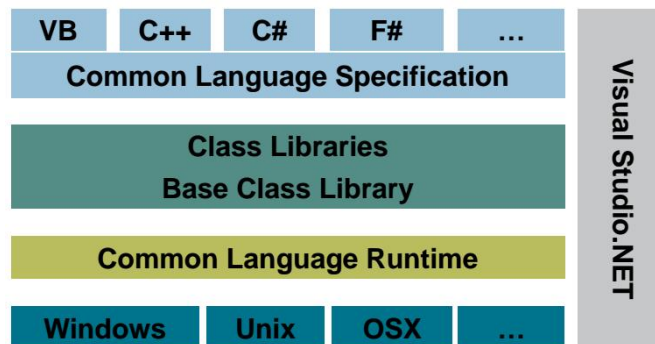 VB C++ C# F# …
Common Language Specification
Class Libraries
Base Class Library
Common Language Runtime
Windows Unix OSX …
Visual Studio.NET